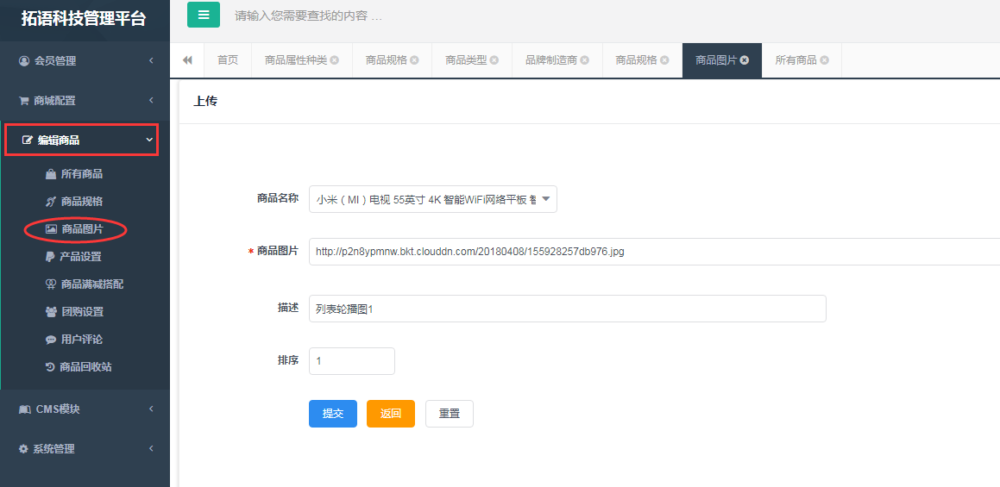 拓语科技管理平台
请输入您需要查找的内容 …
首页 商品属性种类 商品规格 商品类型 品牌制造商 商品规格 商品图片 所有商品
会员管理
商城配置
编辑商品
所有商品
商品规格
商品图片
产品设置
商品满减搭配
团购设置
用户评论
商品回收站
CMS模块
系统管理
上传
商品名称 小米（MI）电视 55英寸 4K 智能WiFi网络平板 智
* 商品图片 http://p2n8ypmnw.bkt.clouddn.com/20180408/155928257db976.jpg
描述 列表轮播图1
排序 1
提交 返回 重置